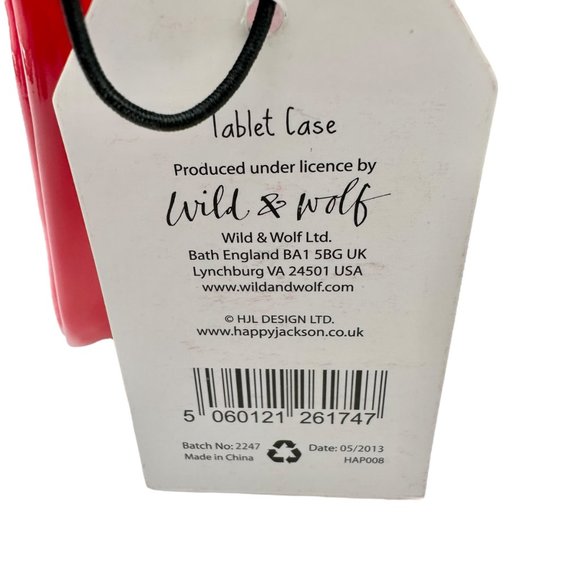 Tablet Case
Produced under licence by
Wild & Wolf
Wild & Wolf Ltd.
Bath England BA1 5BG UK
Lynchburg VA 24501 USA
www.wildandwolf.com
© HJL DESIGN LTD.
www.happyjackson.co.uk
5 060121 261747
Batch No: 2247 Date: 05/2013
Made in China HAP008